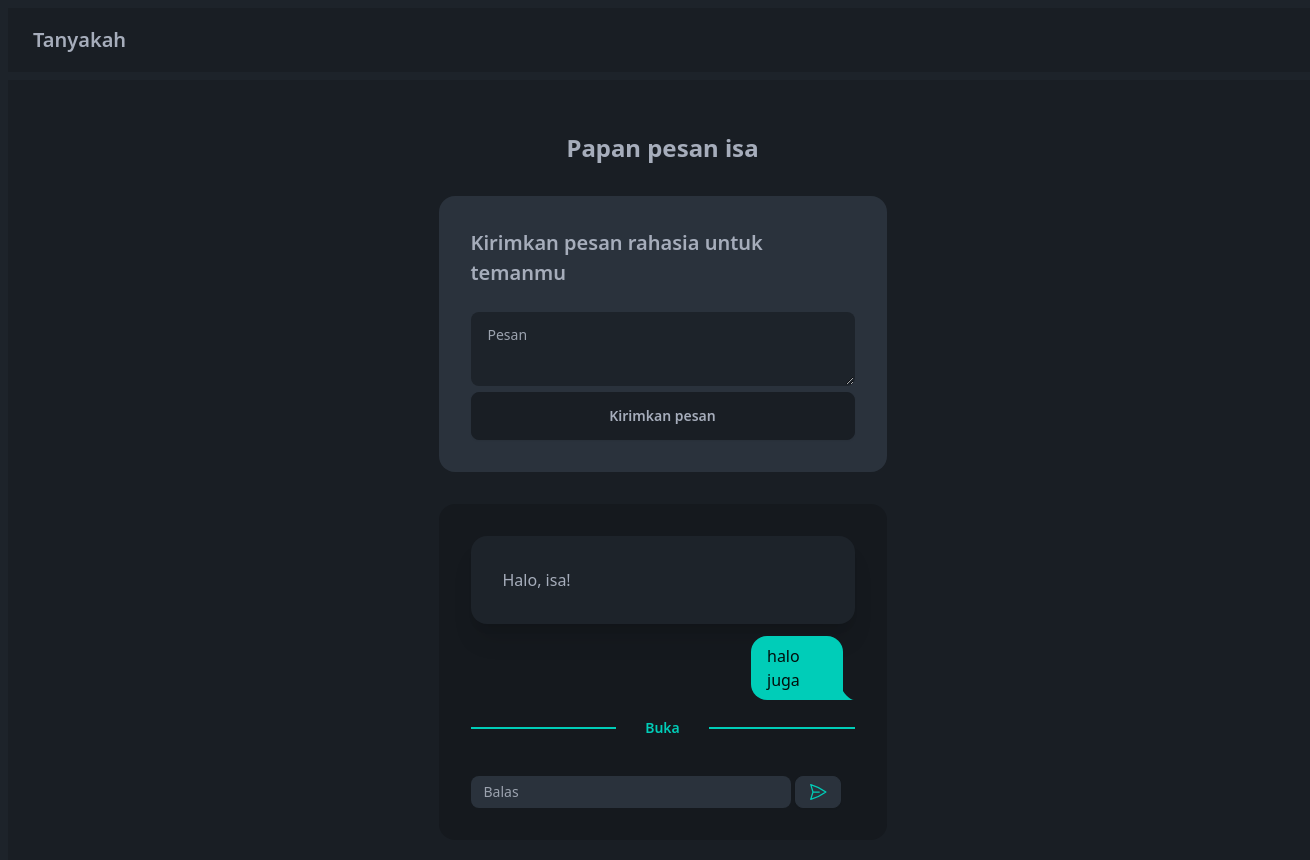 Tanyakah
Papan pesan isa
Kirimkan pesan rahasia untuk
temanmu
Pesan
Kirimkan pesan
Halo, isa!
halo
juga
Buka
Balas